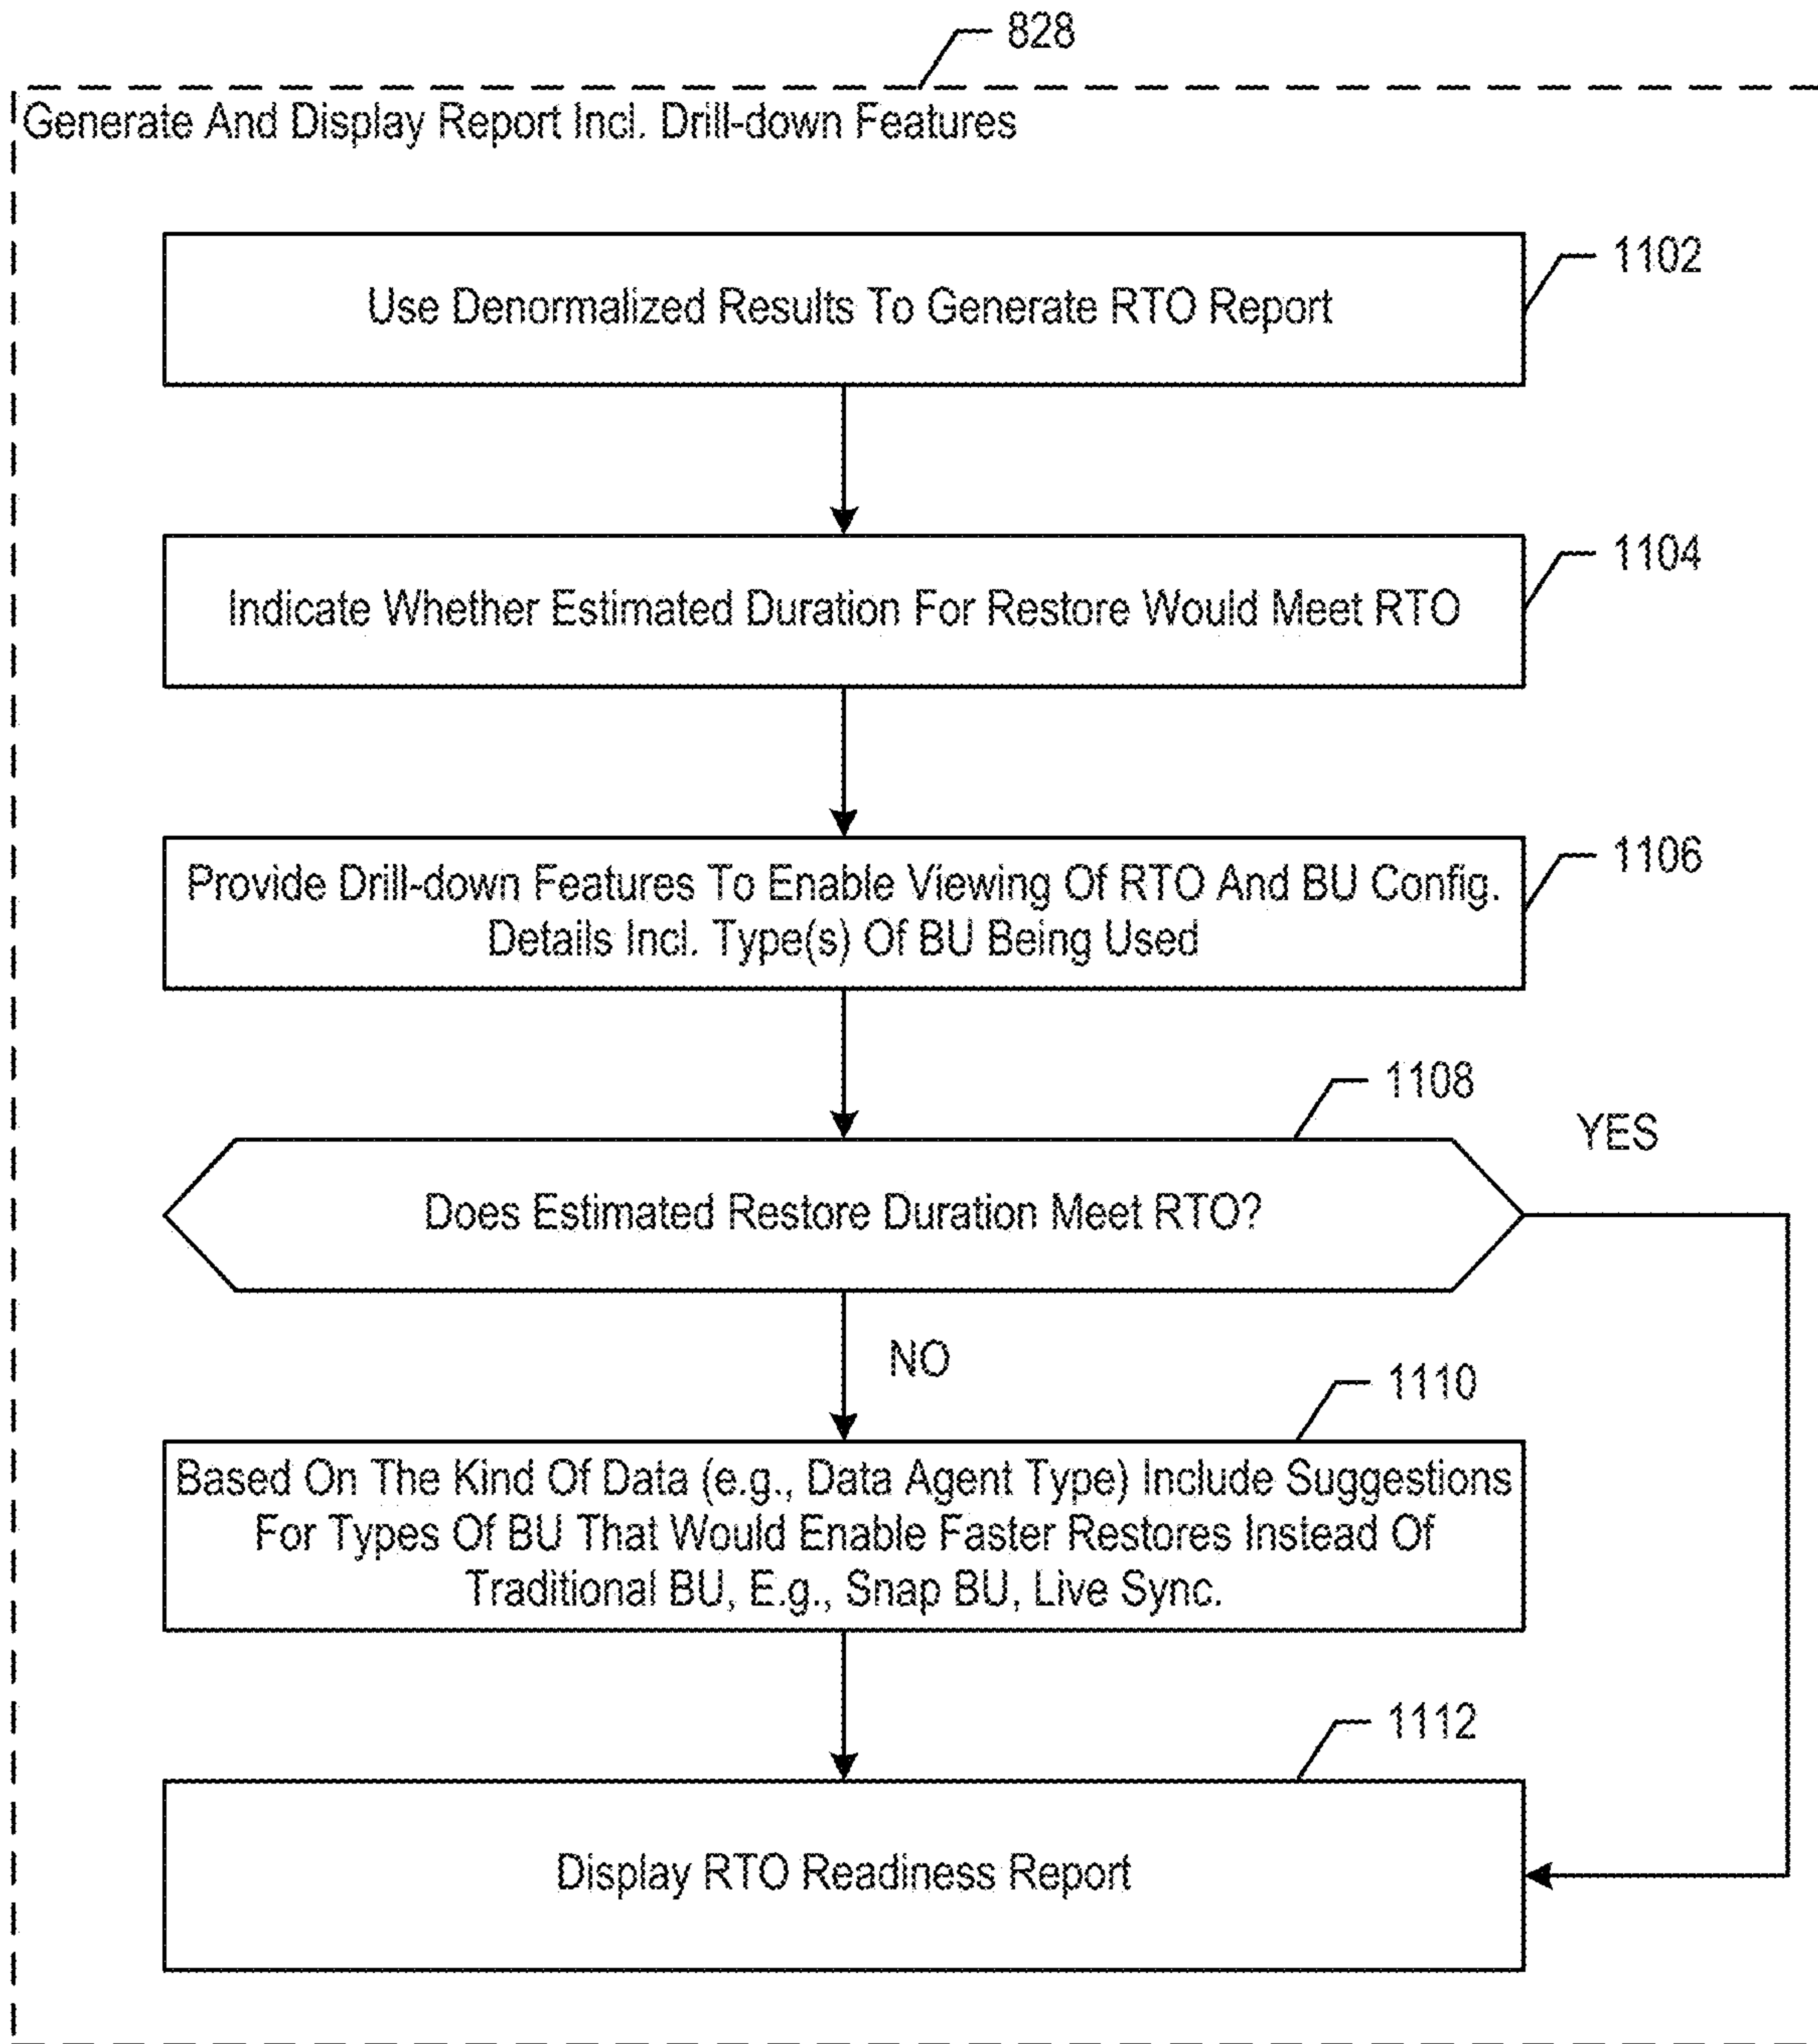 828
Generate And Display Report Incl. Drill-down Features
1102
Use Denormalized Results To Generate RTO Report
1104
Indicate Whether Estimated Duration For Restore Would Meet RTO
1106
Provide Drill-down Features To Enable Viewing Of RTO And BU Config.
Details Incl. Type(s) Of BU Being Used
1108
YES
Does Estimated Restore Duration Meet RTO?
NO
1110
Based On The Kind Of Data (e.g., Data Agent Type) Include Suggestions
For Types Of BU That Would Enable Faster Restores Instead Of
Traditional BU, E.g., Snap BU, Live Sync.
1112
Display RTO Readiness Report